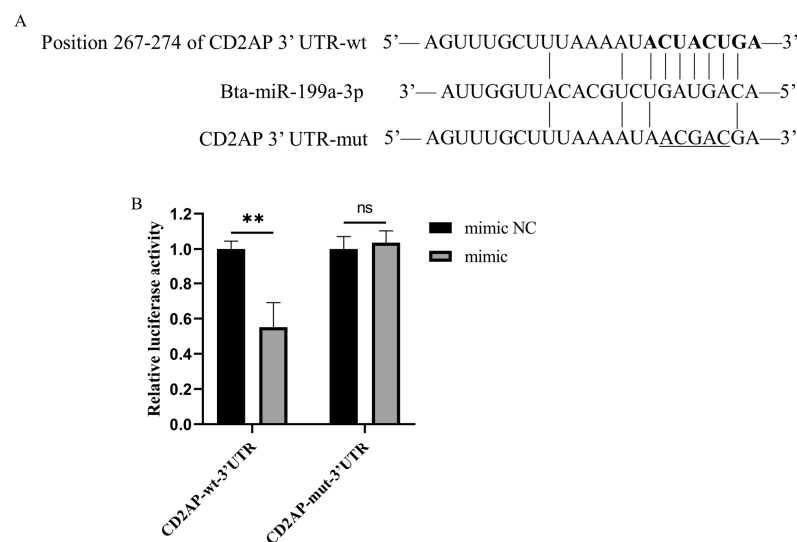 A
Position 267-274 of CD2AP 3' UTR-wt 5'— AGUUUGCUUUAAAAUACUACUGA—3'
Bta-miR-199a-3p 3'— AUUGGUUACACGUCUGAUGACA—5'
CD2AP 3' UTR-mut 5'— AGUUUGCUUUAAAAUAACGACGA—3'
B
Relative luciferase activity
1.2
1.0
0.8
0.6
0.4
0.2
0.0
**
ns
mimic NC
mimic
CD2AP-wt-3'UTR
CD2AP-mut-3'UTR